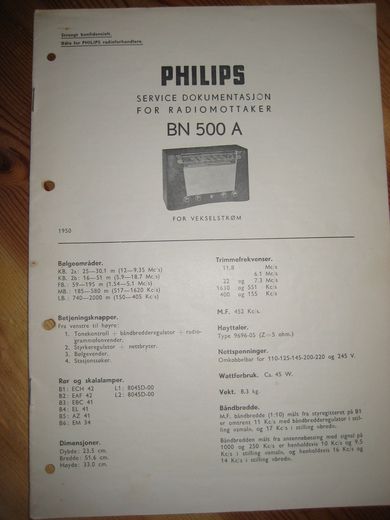 Strengt konfidensielt.
Bare for PHILIPS radioforhandlere.
PHILIPS
SERVICE DOKUMENTASJON
FOR RADIOMOTTAKER
BN 500 A
FOR VEKSELSTRØM
1950
Bølgeområder.
KB. 2a: 25—30,1 m (12—9.35 Mc/s)
KB. 2b: 16—51 m (5.9—18.7 Mc/s)
FB.: 59—195 m (1.54—5.1 Mc/s)
MB.: 185—580 m (517—1620 Kc/s)
LB.: 740—2000 m (150—405 Kc/s)
Betjeningsknapper.
Fra venstre til høyre:
1. Tonekontroll + båndbredderegulator + radio-
grammofonvender.
2. Styrkeregulator + nettbryter.
3. Bølgevender.
4. Stasjonssøker.
Rør og skalalamper.
B1: ECH 42 L1: 8045D-00
B2: EAF 42 L2: 8045D-00
B3: EBC 41
B4: EL 41
B5: AZ 41
B6: EM 34
Dimensjoner.
Dybde: 23.5 cm
Bredde: 51.6 cm
Høyde: 33.0 cm
Trimmefrekvenser.
11,8 Mc/s
6.1 Mc/s
22 og 7.3 Mc/s
1630 og 551 Kc/s
400 og 155 Kc/s
M.F. 452 Kc/s.
Høyttaler.
Type 9696-05 (Z—5 ohm.)
Nettspenninger.
Omkoblbar for 110-125-145-200-220 og 245 V.
Wattforbruk. Ca. 45 W.
Vekt. 8,3 kg.
Båndbredde.
M.F. båndbredde (1:10) målt fra styregitteret på B1
er omtrent 11 Kc/s med båndbredderegulator i stil-
ling «smal», og 17 Kc/s i stilling «bred».
Båndbredden målt fra antennebøssing med signal på
1000 og 250 Kc/s er henholdsvis 10 Kc/s og 9,5
Kc/s i stilling «smal», og henholdsvis 16 Kc/s og
14 Kc/s i stilling «bred».